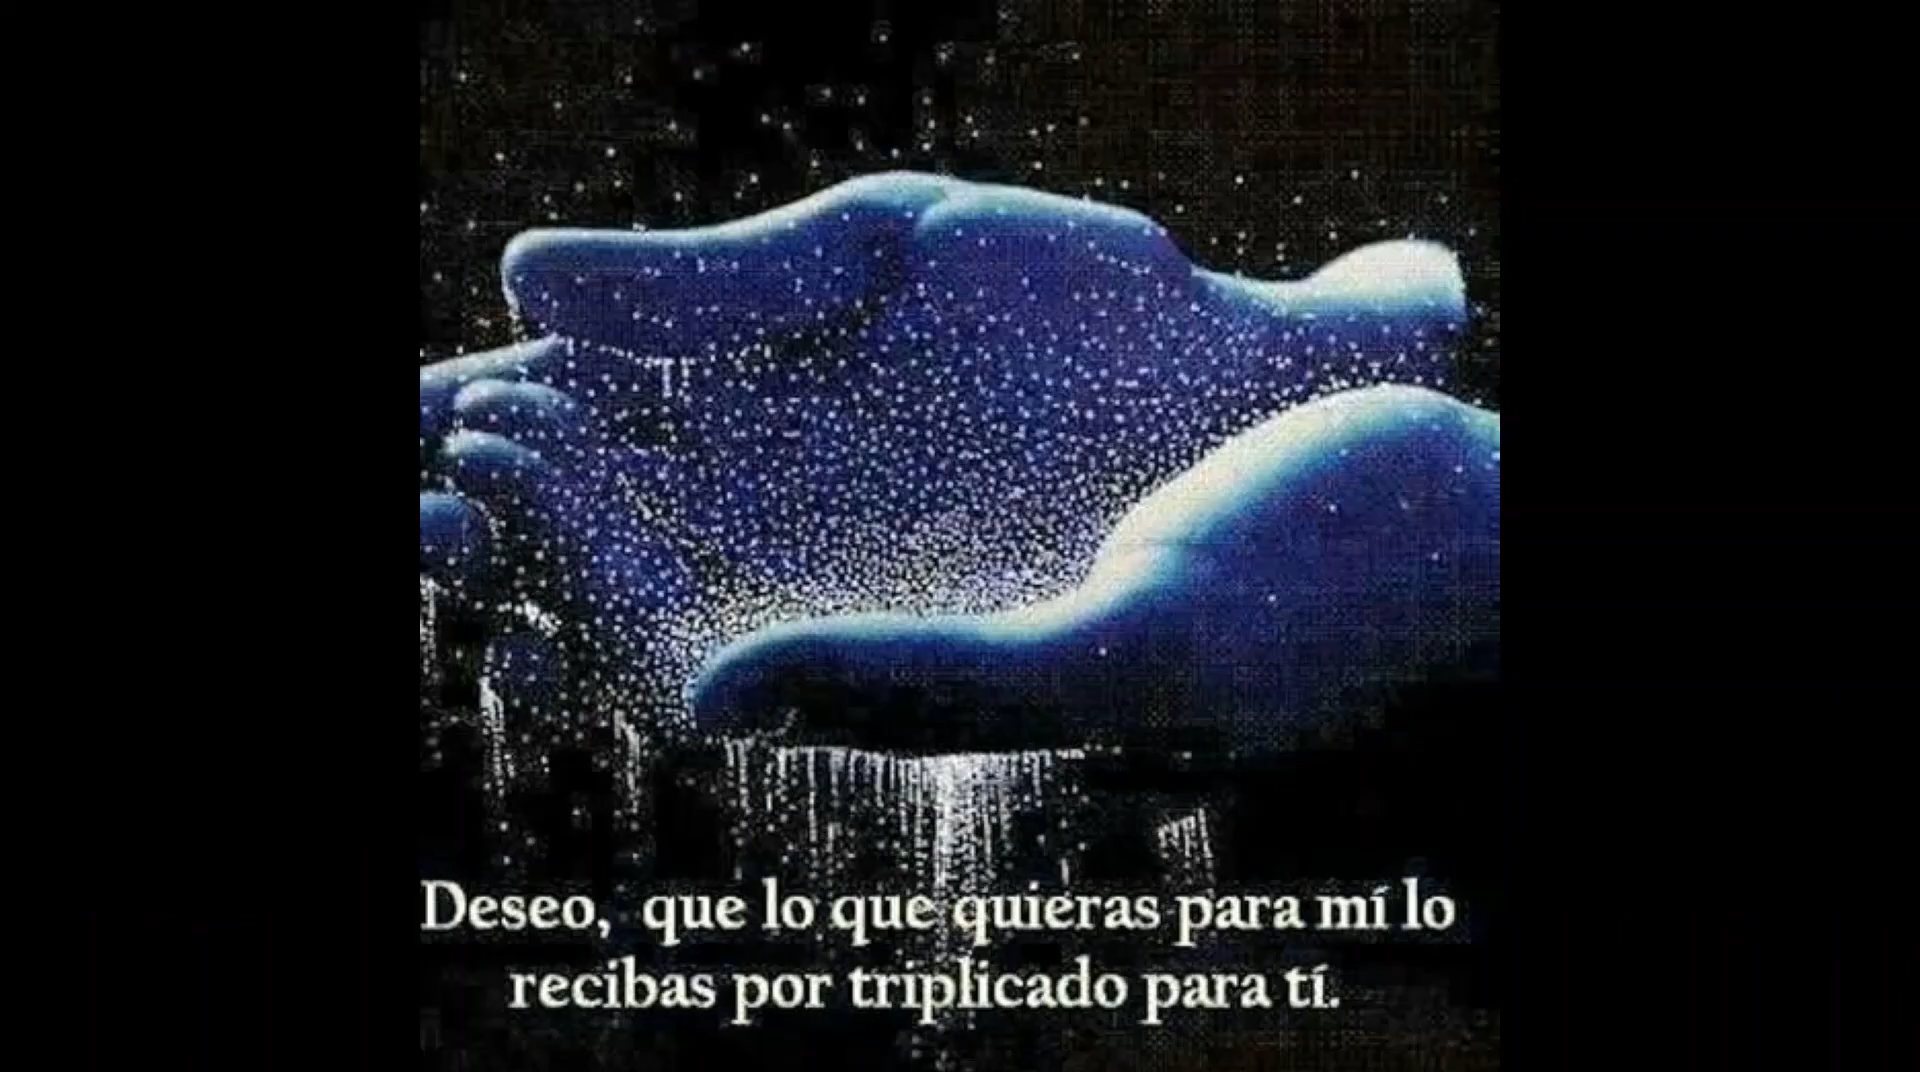 Deseo, que lo que quieras para mí lo
recibas por triplicado para tí.